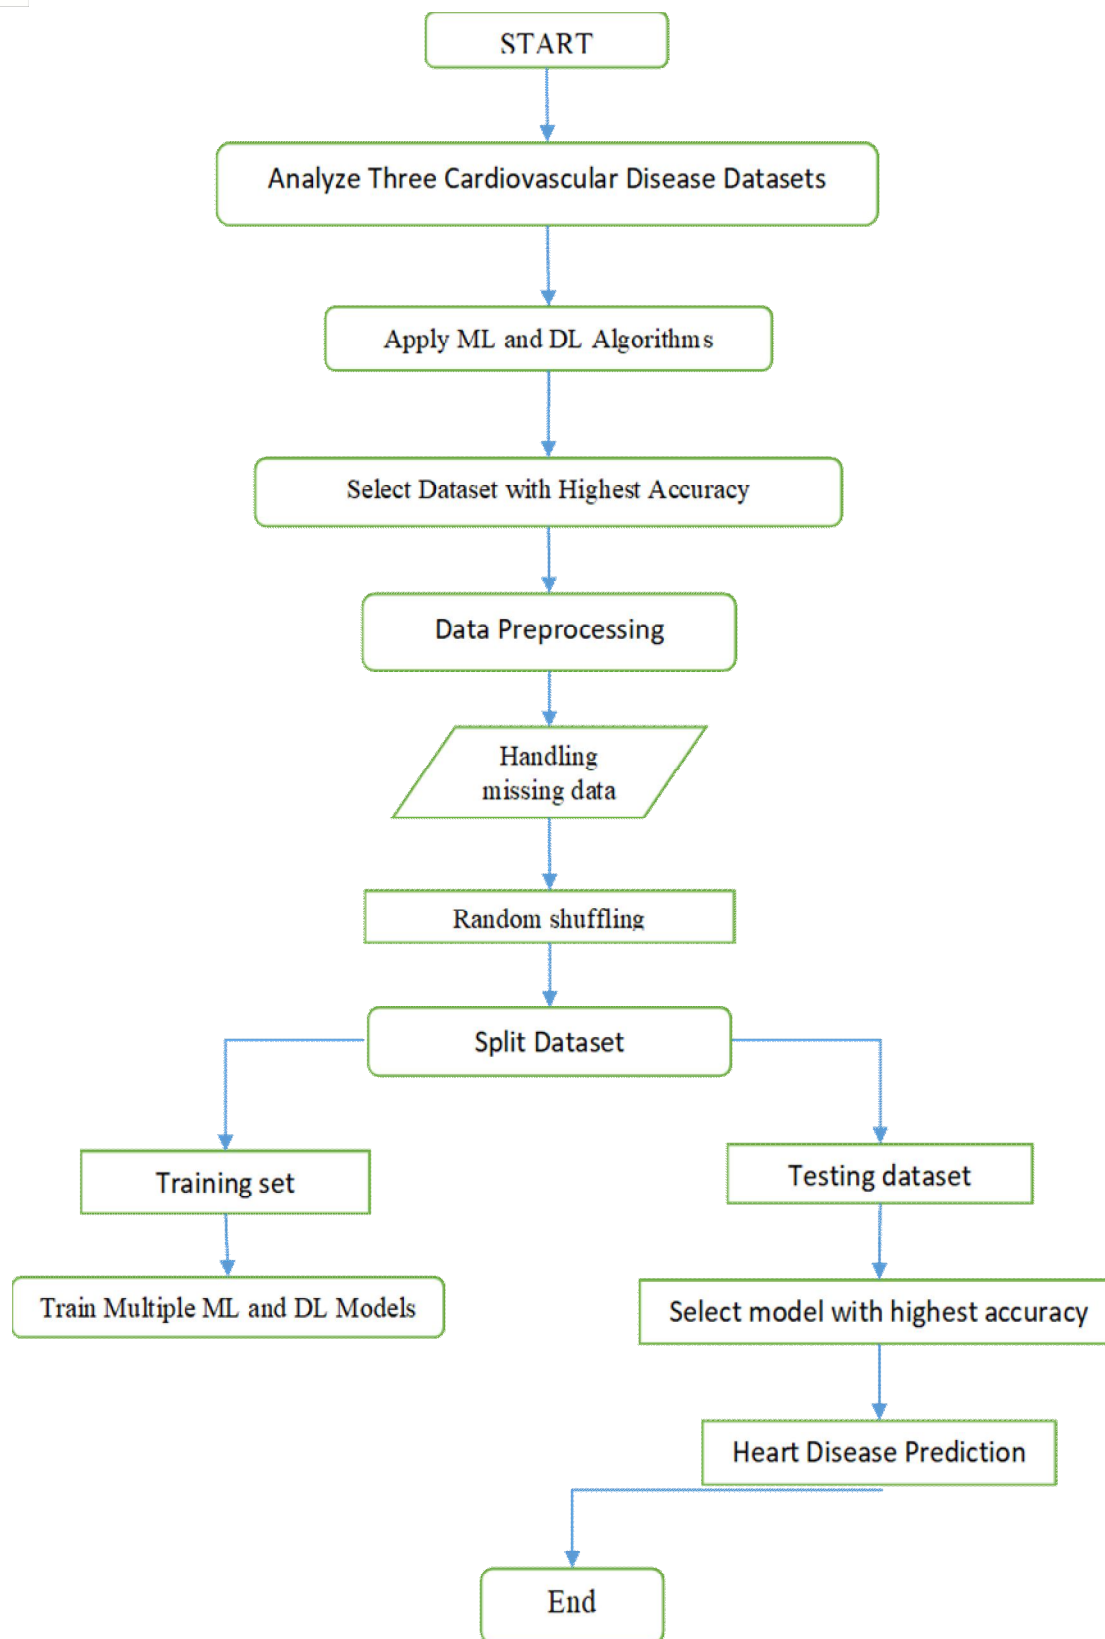 START
Analyze Three Cardiovascular Disease Datasets
Apply ML and DL Algorithms
Select Dataset with Highest Accuracy
Data Preprocessing
Handling
missing data
Random shuffling
Split Dataset
Training set
Testing dataset
Train Multiple ML and DL Models
Select model with highest accuracy
Heart Disease Prediction
End